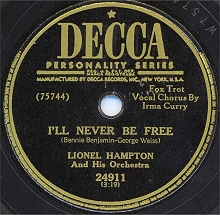 DECCA
PERSONALITY SERIES
MANUFACTURED BY DECCA RECORDS, INC., NEW YORK, U.S.A.
(75744)
Fox Trot
Vocal Chorus By
Irma Curry
I'LL NEVER BE FREE
(Bennie Benjamin-George Weiss)
LIONEL HAMPTON
And His Orchestra
24911
(3:19)